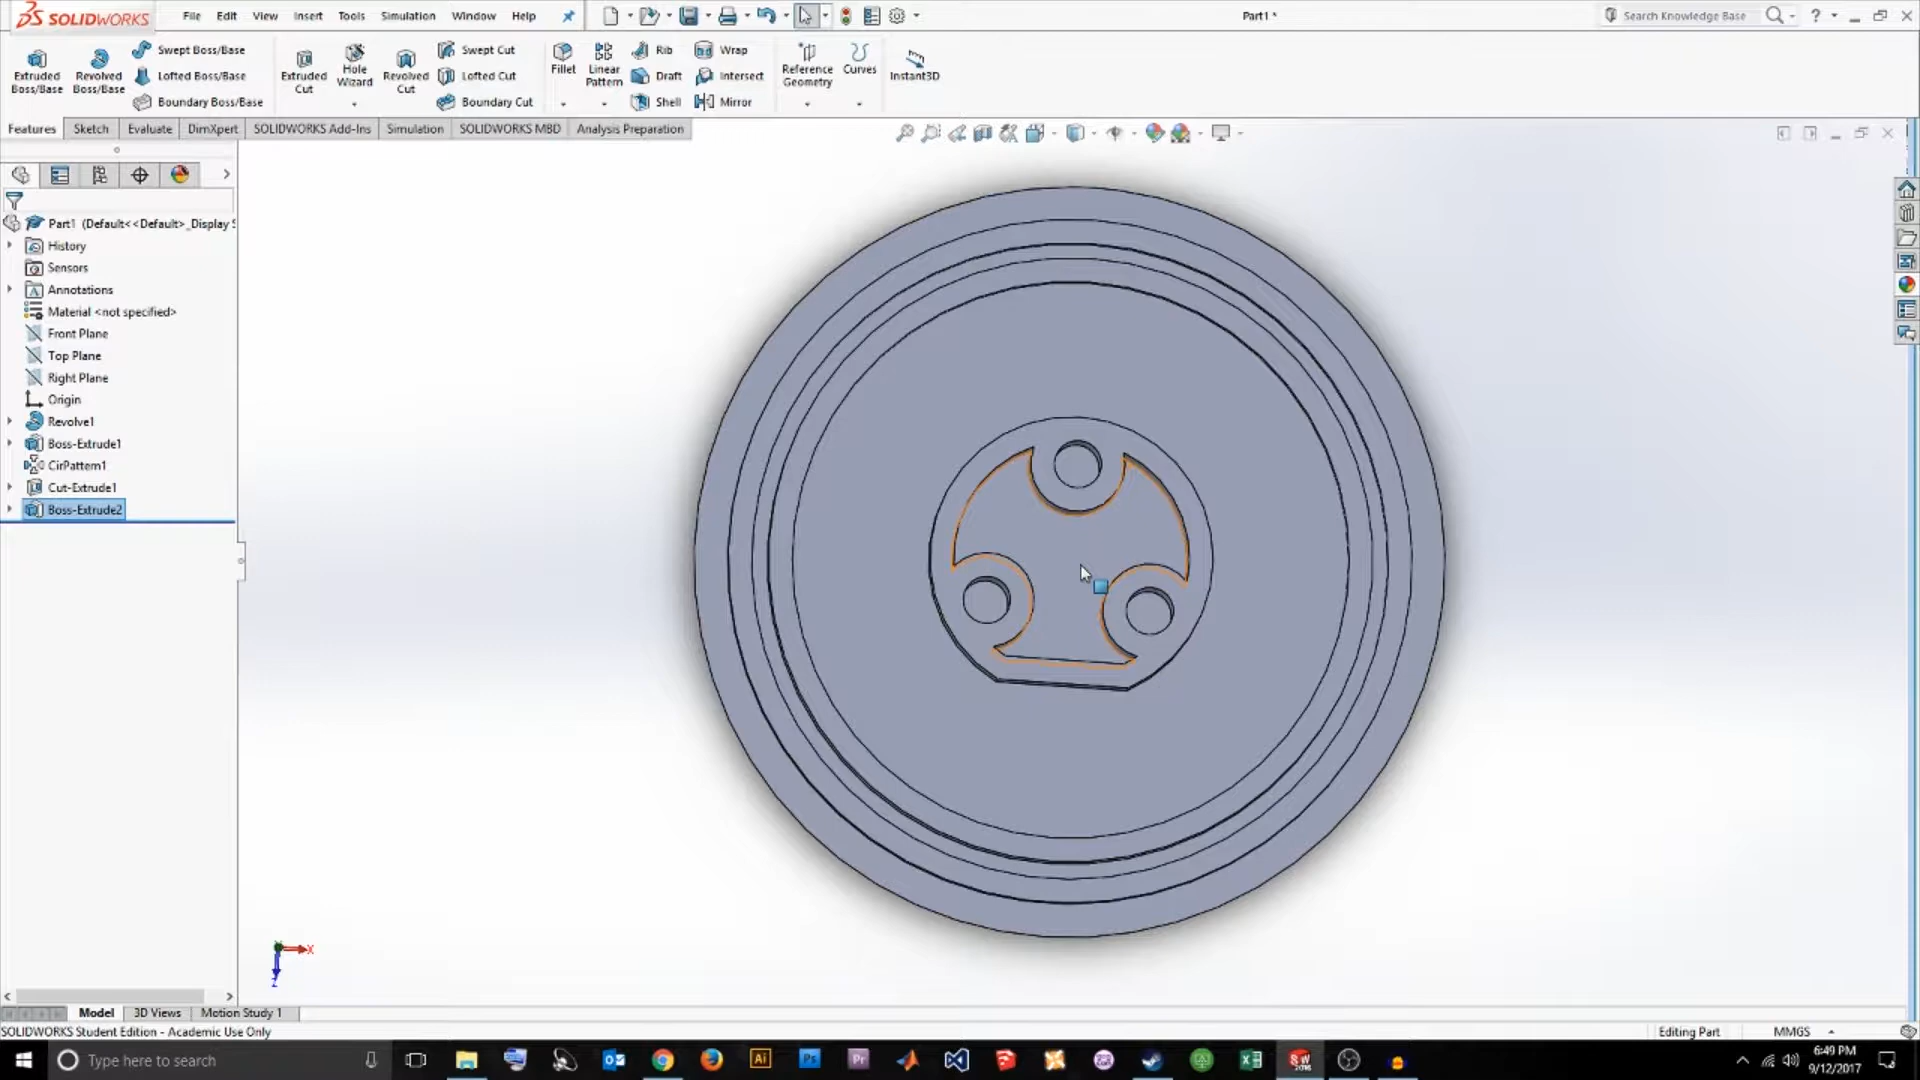 SOLIDWORKS File Edit View Insert Tools Simulation Window Help Part1 * Search Knowledge Base ?
Extruded Boss/Base
Revolved Boss/Base
Swept Boss/Base
Lofted Boss/Base
Boundary Boss/Base
Extruded Cut
Hole Wizard
Revolved Cut
Swept Cut
Lofted Cut
Boundary Cut
Fillet
Linear Pattern
Rib
Draft
Shell
Wrap
Intersect
Mirror
Reference Geometry
Curves
Instant3D
Features Sketch Evaluate DimXpert SOLIDWORKS Add-Ins Simulation SOLIDWORKS MBD Analysis Preparation
Part1 (Default<<Default>_Display
History
Sensors
Annotations
Material <not specified>
Front Plane
Top Plane
Right Plane
Origin
Revolve1
Boss-Extrude1
CirPattern1
Cut-Extrude1
Boss-Extrude2
X
Z
Model 3D Views Motion Study 1
SOLIDWORKS Student Edition - Academic Use Only Editing Part MMGS
Type here to search
Ai
Ps
Pr
SW
2016
6:49 PM
9/12/2017